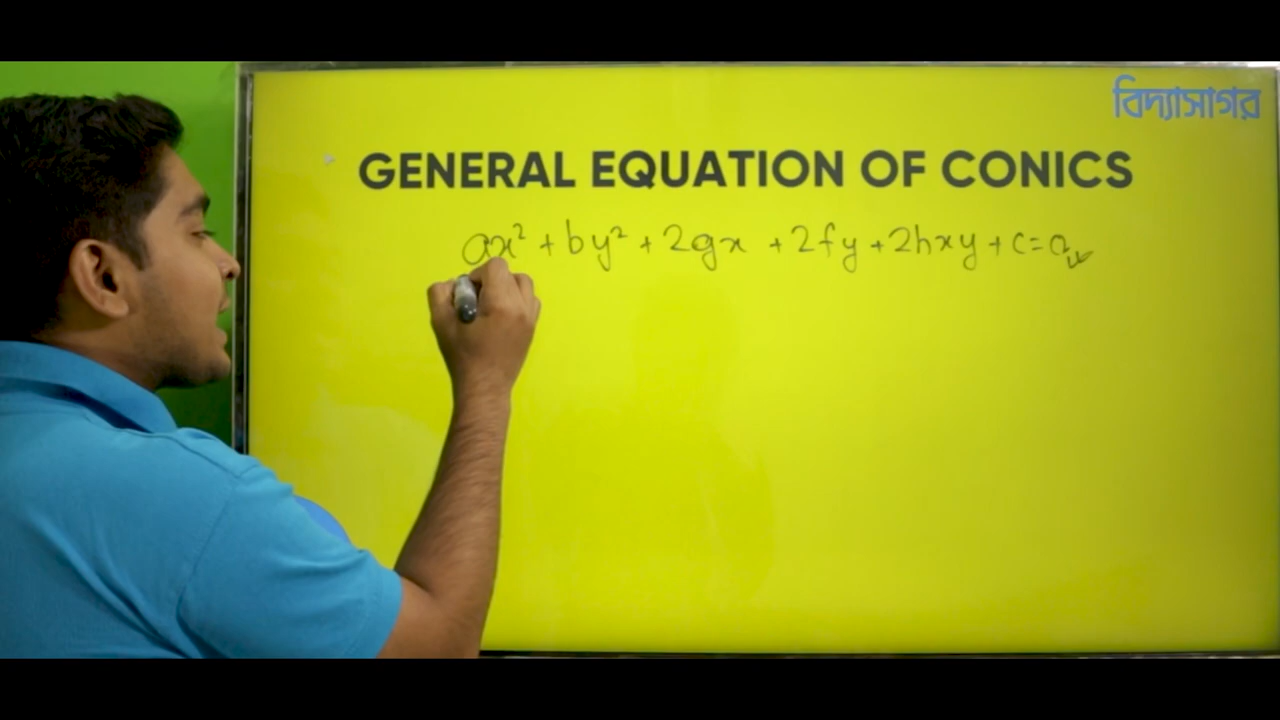 বিদ্যাসাগর
GENERAL EQUATION OF CONICS
ax² + by² + 2gx + 2fy + 2hxy + c = 0